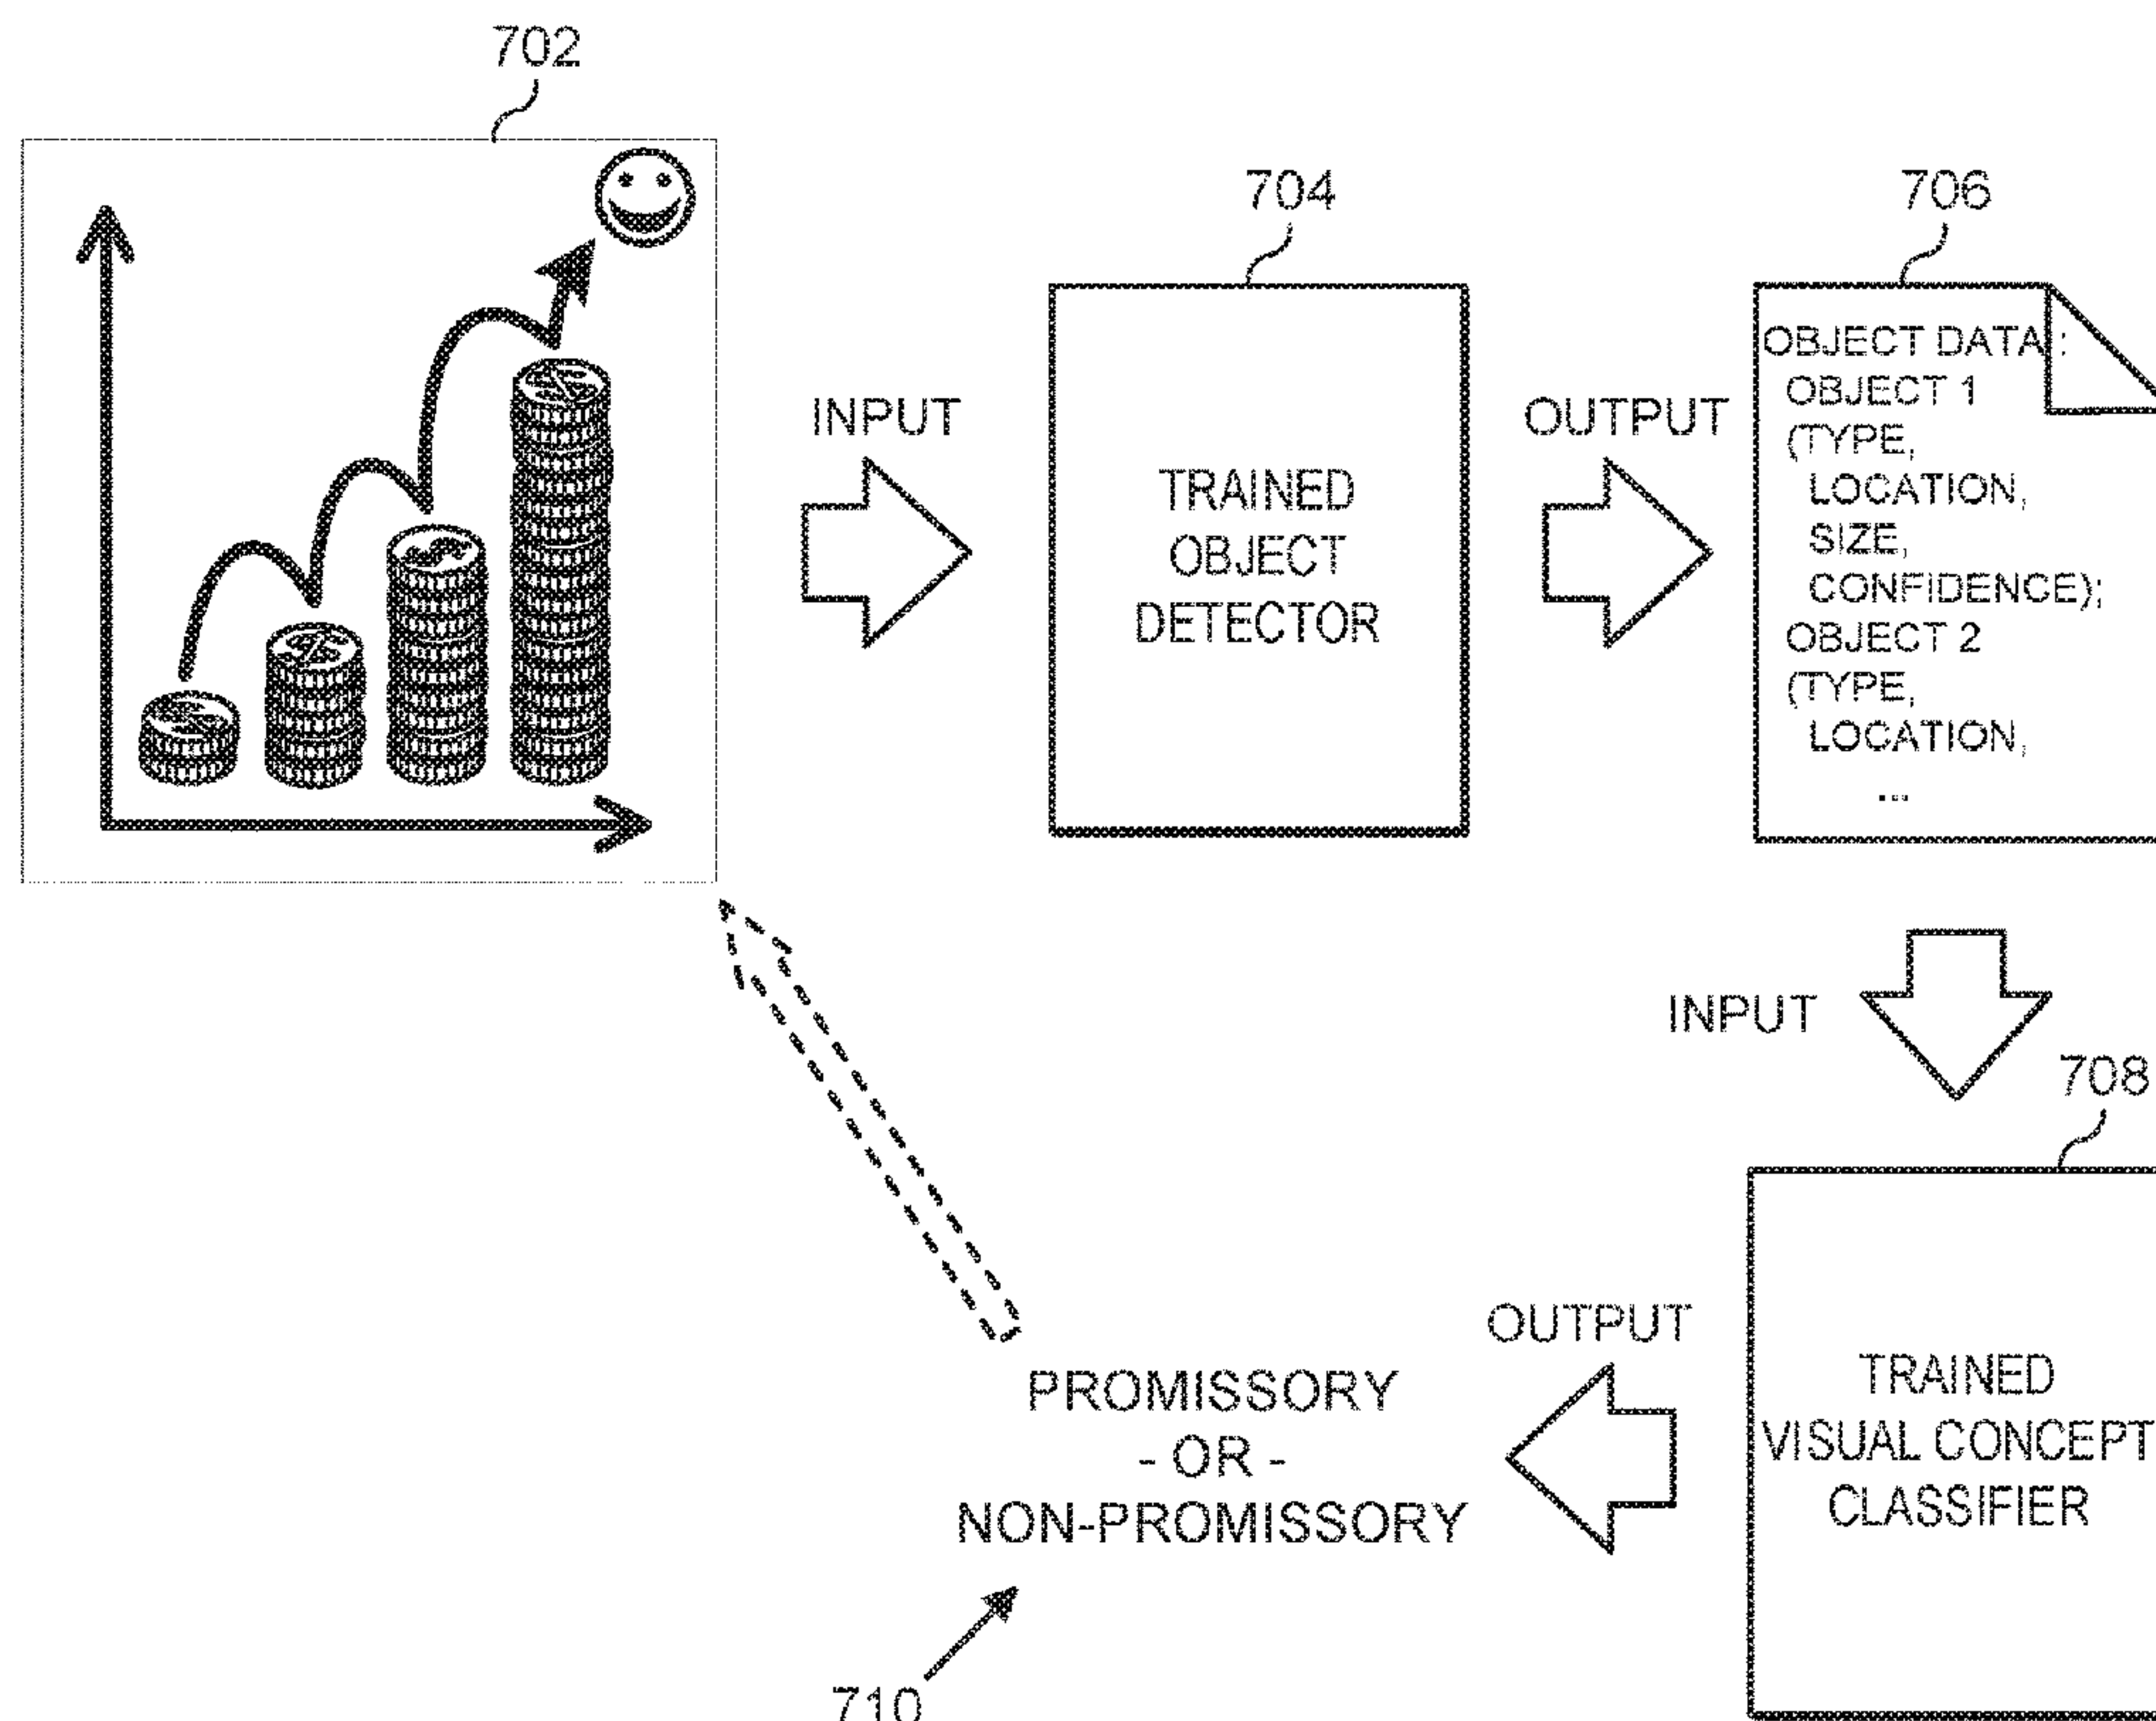 702
704
706
INPUT
TRAINED
OBJECT
DETECTOR
OUTPUT
OBJECT DATA :
OBJECT 1
(TYPE,
LOCATION,
SIZE,
CONFIDENCE);
OBJECT 2
(TYPE,
LOCATION,
...
INPUT
708
TRAINED
VISUAL CONCEPT
CLASSIFIER
OUTPUT
PROMISSORY
- OR -
NON-PROMISSORY
710